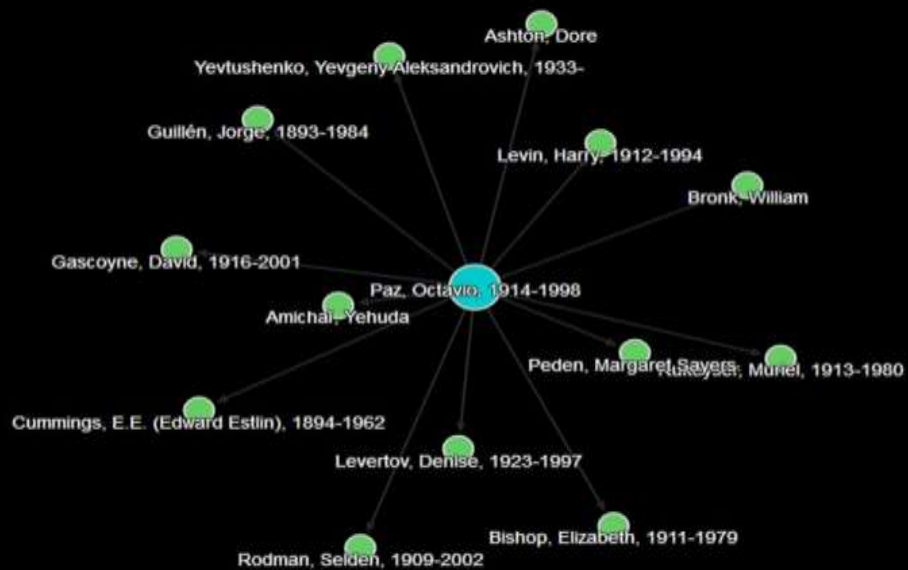 Ashton, Dore
Yevtushenko, Yevgeny Aleksandrovich, 1933-
Guillén, Jorge, 1893-1984
Levin, Harry, 1912-1994
Bronk, William
Gascoyne, David, 1916-2001
Paz, Octavio, 1914-1998
Amichai, Yehuda
Peden, Margaret Sayers
Rukeyser, Muriel, 1913-1980
Cummings, E.E. (Edward Estlin), 1894-1962
Levertov, Denise, 1923-1997
Bishop, Elizabeth, 1911-1979
Rodman, Selden, 1909-2002